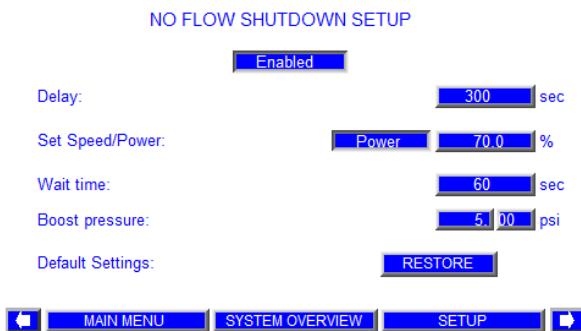 NO FLOW SHUTDOWN SETUP
Enabled
Delay: 300 sec
Set Speed/Power: Power 70.0 %
Wait time: 60 sec
Boost pressure: 5. 00 psi
Default Settings: RESTORE
MAIN MENU SYSTEM OVERVIEW SETUP